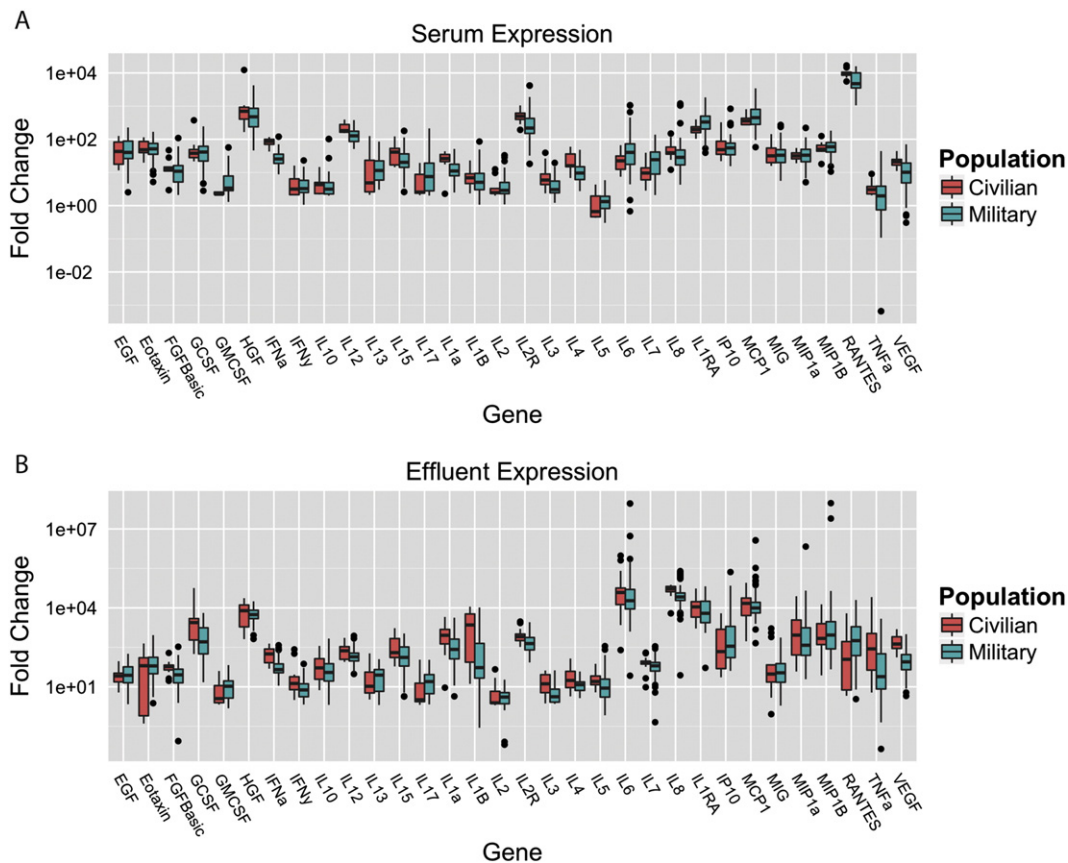 A
Serum Expression
1e+04
1e+02
1e+00
1e-02
Fold Change
EGF
Eotaxin
FGFBasic
GCSF
GMCSF
HGF
IFNa
IFNy
IL10
IL12
IL13
IL15
IL17
IL1a
IL1B
IL2
IL2R
IL3
IL4
IL5
IL6
IL7
IL8
IL1RA
IP10
MCP1
MIG
MIP1a
MIP1B
RANTES
TNFa
VEGF
Gene
Population
Civilian
Military
B
Effluent Expression
1e+07
1e+04
1e+01
Fold Change
EGF
Eotaxin
FGFBasic
GCSF
GMCSF
HGF
IFNa
IFNy
IL10
IL12
IL13
IL15
IL17
IL1a
IL1B
IL2
IL2R
IL3
IL4
IL5
IL6
IL7
IL8
IL1RA
IP10
MCP1
MIG
MIP1a
MIP1B
RANTES
TNFa
VEGF
Gene
Population
Civilian
Military